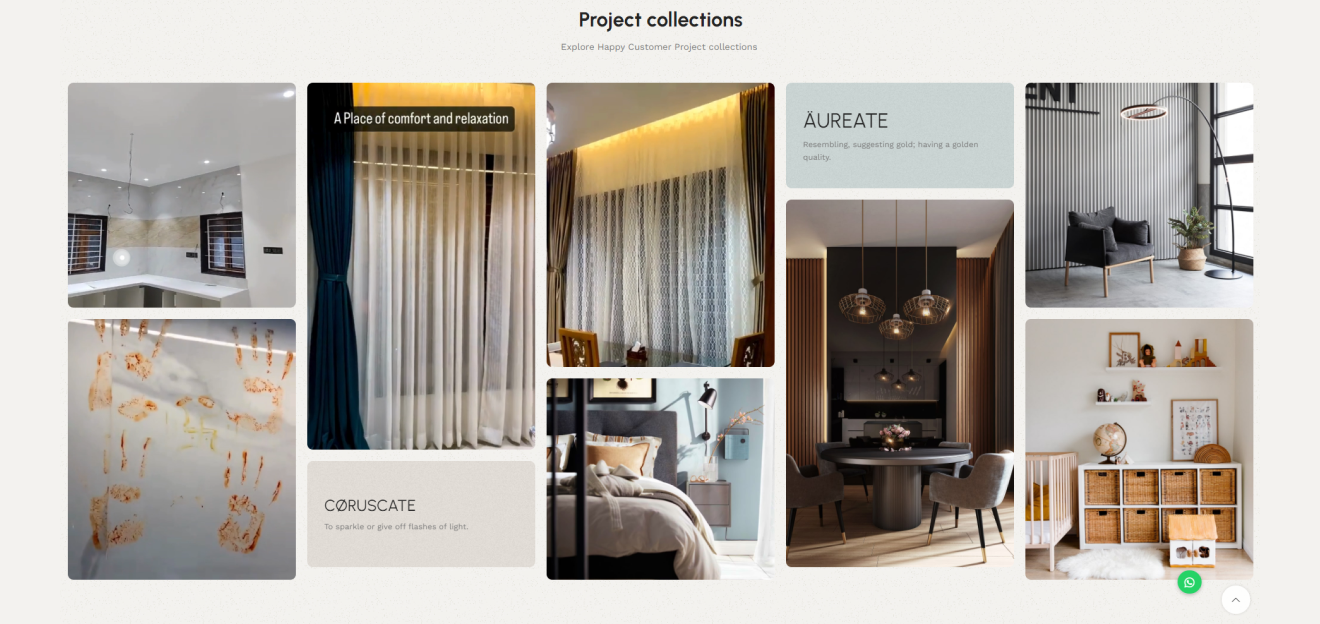 Project collections
Explore Happy Customer Project collections
A Place of comfort and relaxation
ÄUREATE
Resembling, suggesting gold; having a golden
quality.
ENT
CØRUSCATE
To sparkle or give off flashes of light.